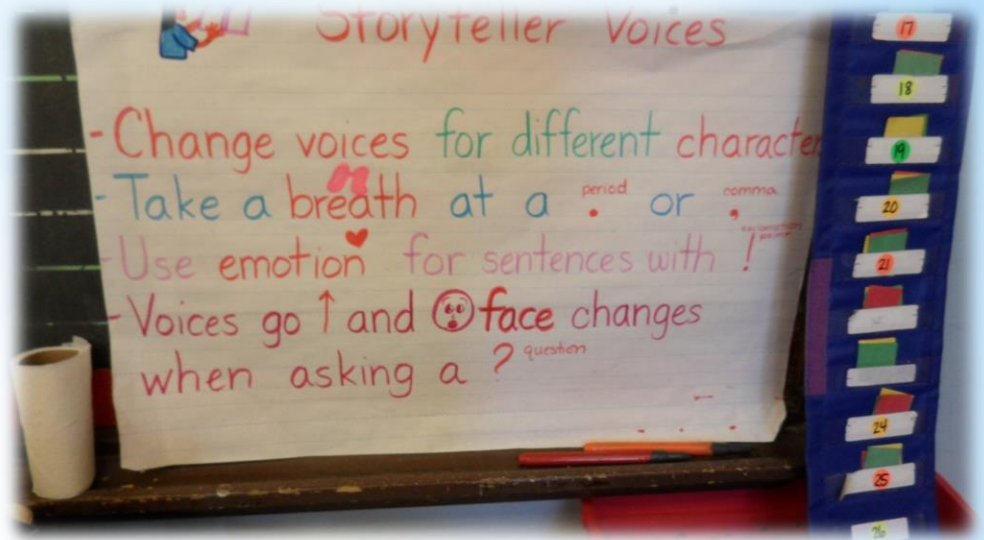 Storyteller Voices
- Change voices for different character
- Take a breath at a . period or , comma
- Use emotion for sentences with !
- Voices go ↑ and face changes
when asking a ? question
17
18
19
20
21
24
25
26